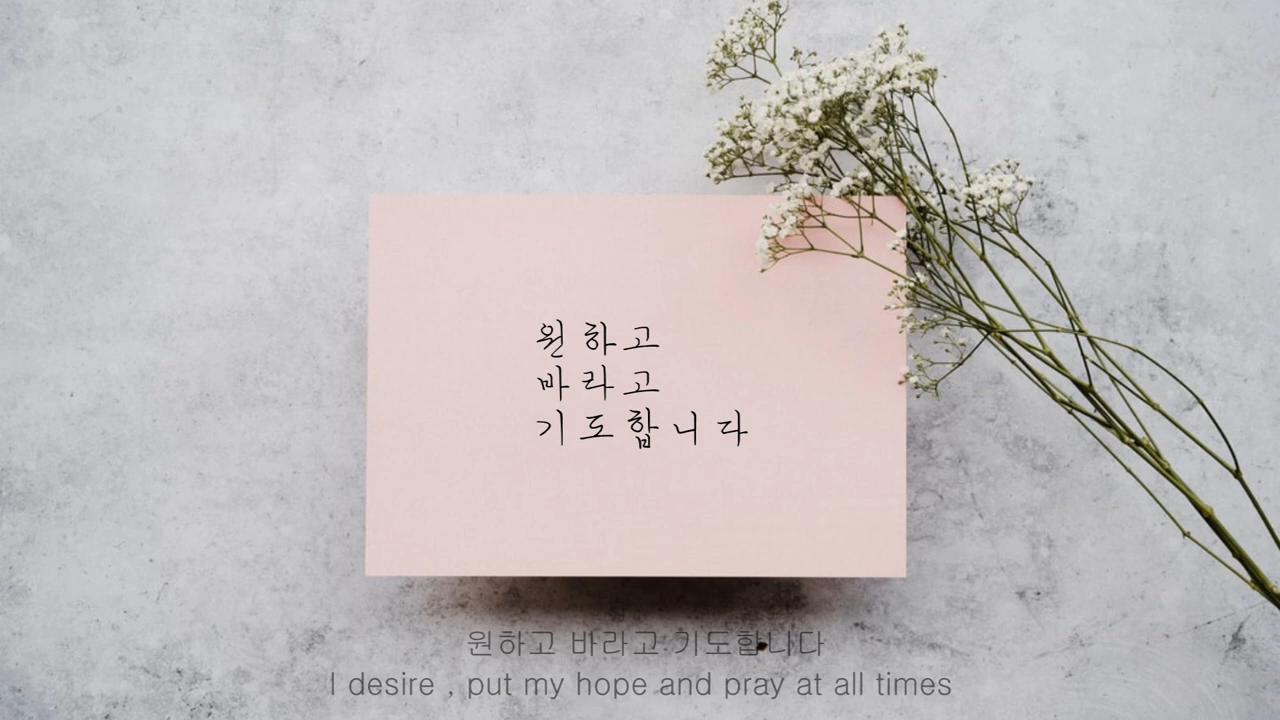 원하고
바라고
기도합니다
원하고 바라고 기도합니다
I desire , put my hope and pray at all times